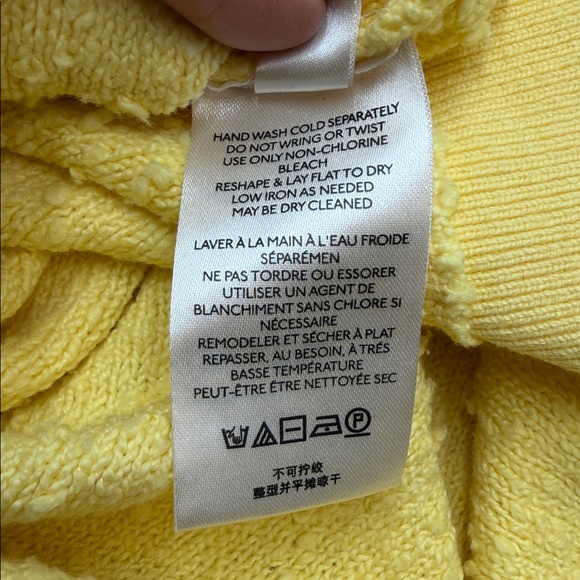 HAND WASH COLD SEPARATELY
DO NOT WRING OR TWIST
USE ONLY NON-CHLORINE
BLEACH
RESHAPE & LAY FLAT TO DRY
LOW IRON AS NEEDED
MAY BE DRY CLEANED
LAVER À LA MAIN À L'EAU FROIDE
SÉPARÉMEN
NE PAS TORDRE OU ESSORER
UTILISER UN AGENT DE
BLANCHIMENT SANS CHLORE SI
NÉCESSAIRE
REMODELER ET SÉCHER À PLAT
REPASSER, AU BESOIN, À TRÉS
BASSE TEMPÉRATURE
PEUT-ÊTRE ÊTRE NETTOYÉE SEC
P
不可拧绞
整型并平摊晾干